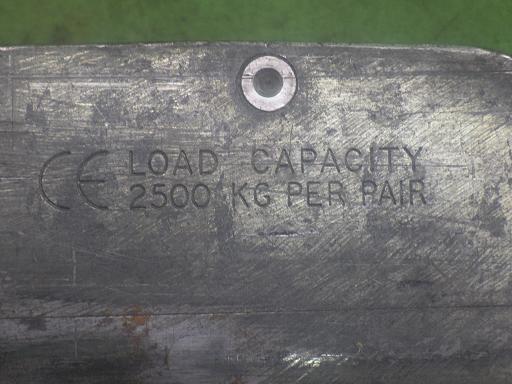 CE LOAD CAPACITY
2500 KG PER PAIR